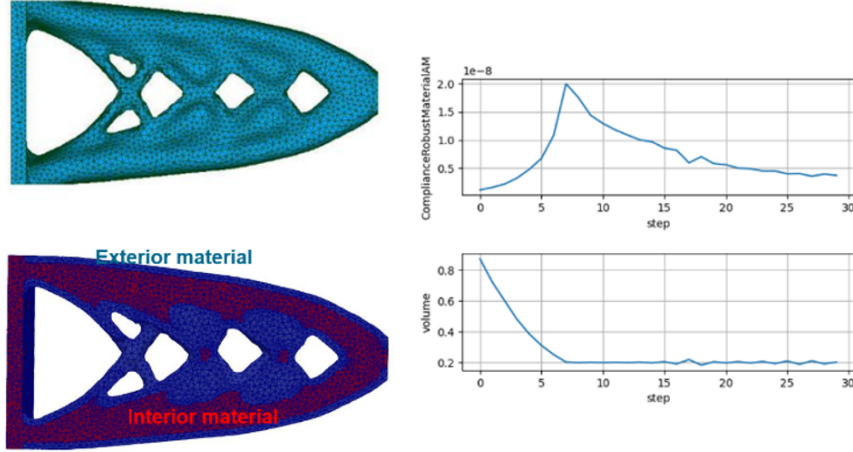 Exterior material
Interior material
1e−8
ComplianceRobustMaterialAM
2.0
1.5
1.0
0.5
0 5 10 15 20 25 30
step
volume
0.8
0.6
0.4
0.2
0 5 10 15 20 25 30
step